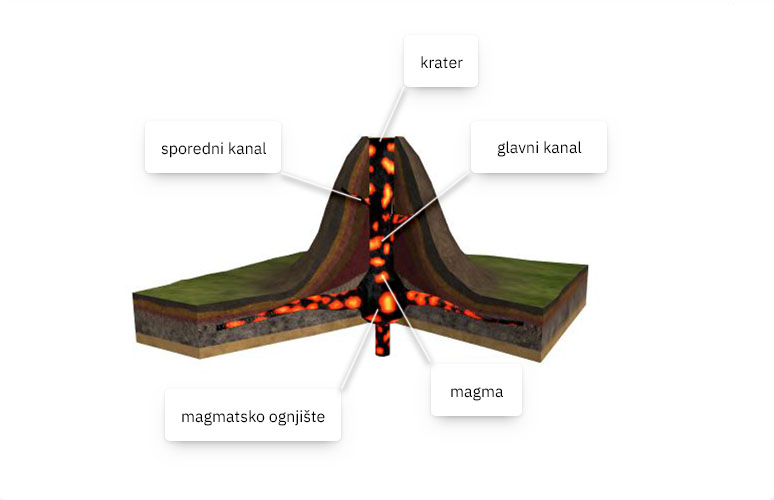 krater
sporedni kanal
glavni kanal
magma
magmatsko ognjište